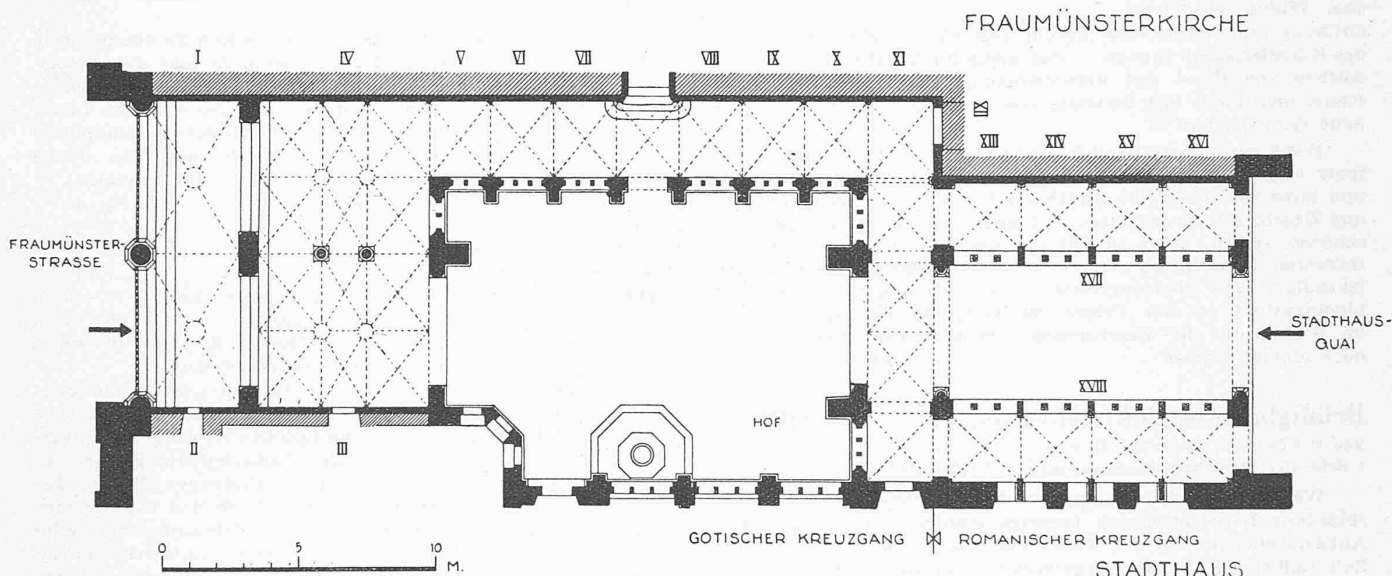 FRAUMÜNSTERKIRCHE
I IV V VI VII VIII IX X XI
XII
XIII XIV XV XVI
FRAUMÜNSTER-
STRASSE
XVII
STADTHAUS-
QUAI
XVIII
HOF
II III
GOTISCHER KREUZGANG
ROMANISCHER KREUZGANG
0 5 10 M.
STADTHAUS